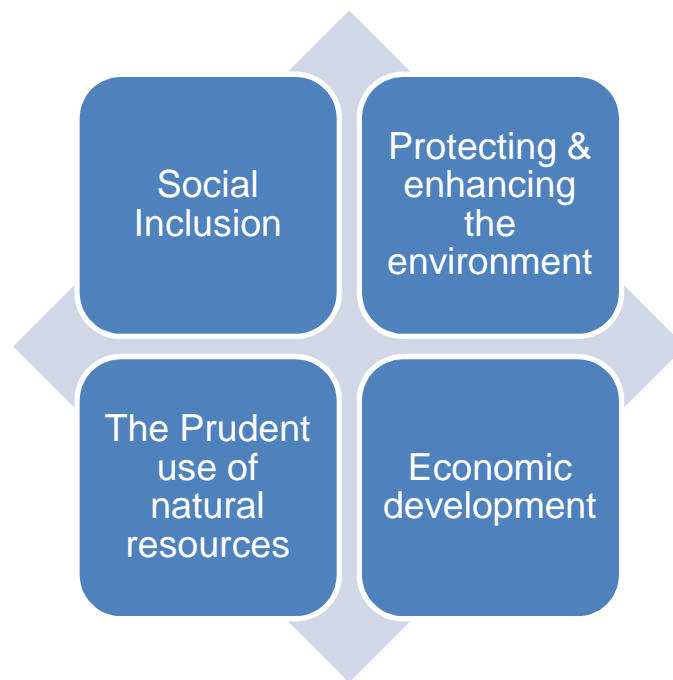 Social
Inclusion
Protecting &
enhancing
the
environment
The Prudent
use of
natural
resources
Economic
development